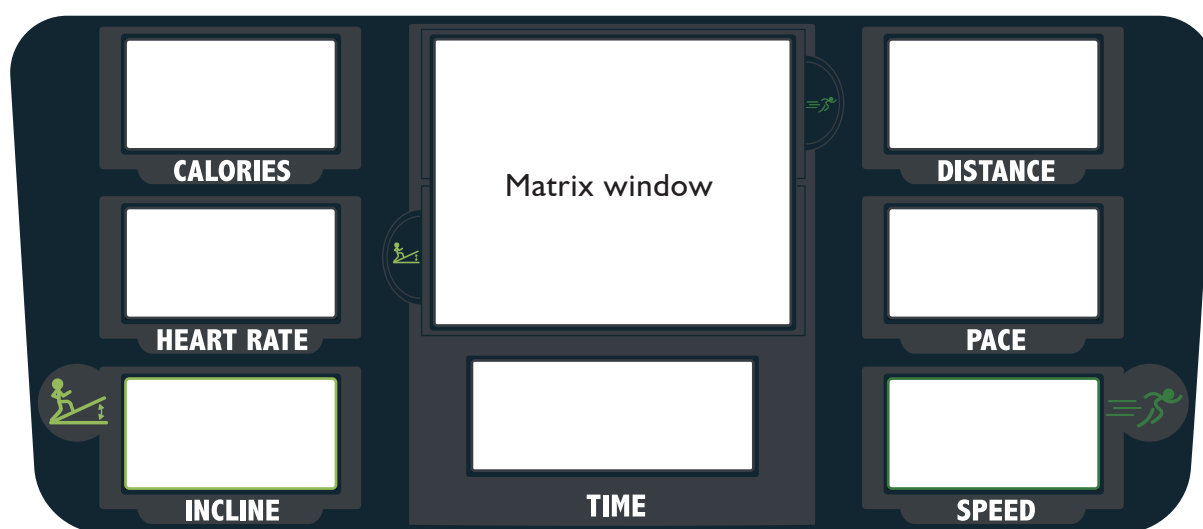 CALORIES
Matrix window
DISTANCE
HEART RATE
PACE
INCLINE
TIME
SPEED